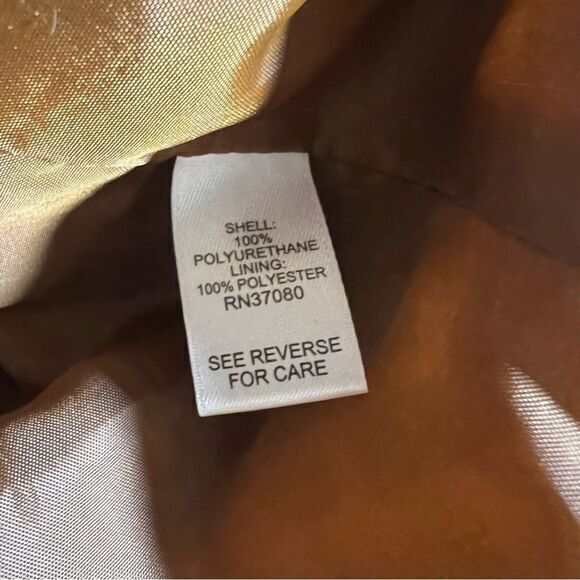 SHELL:
100%
POLYURETHANE
LINING:
100% POLYESTER
RN37080
SEE REVERSE
FOR CARE